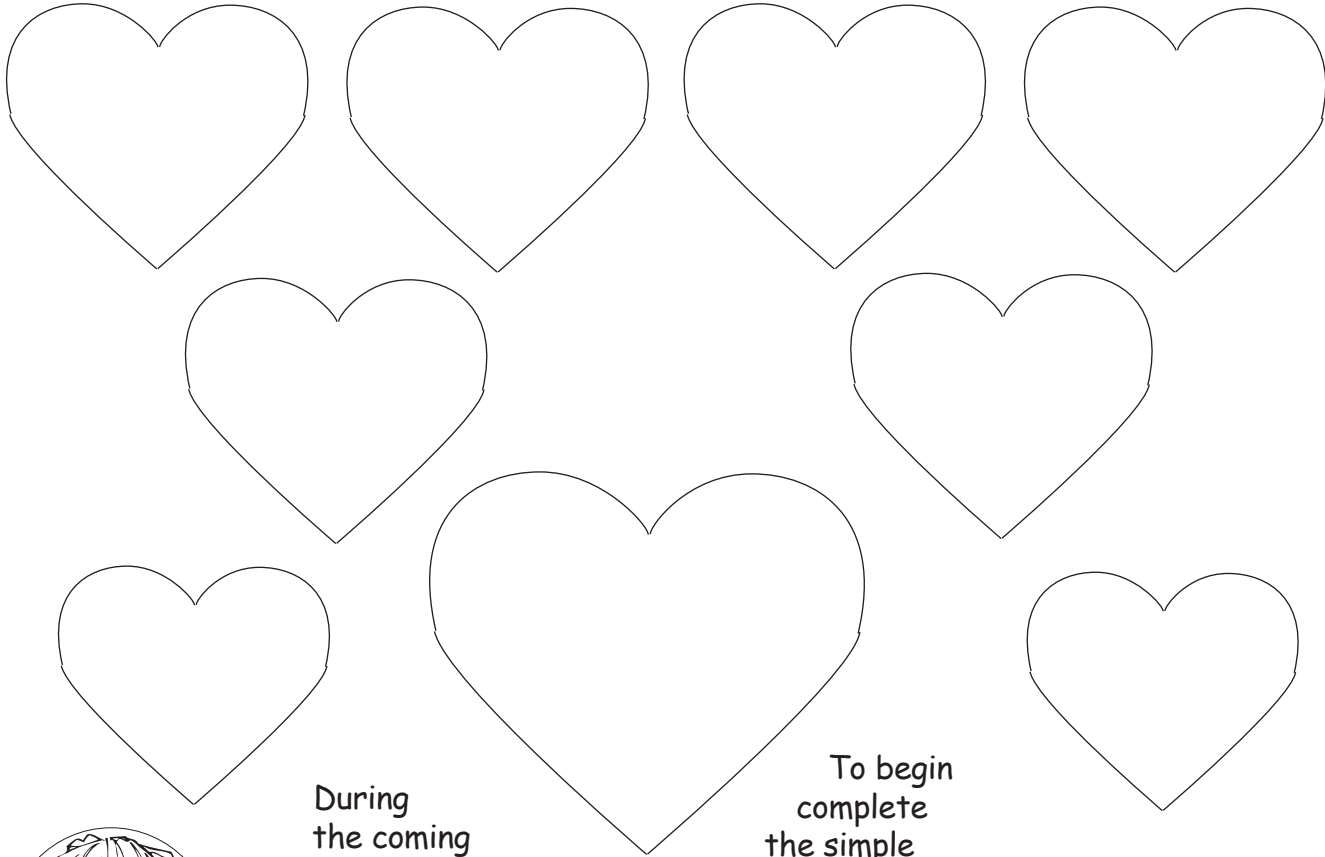 During
the coming
To begin
complete
the simple